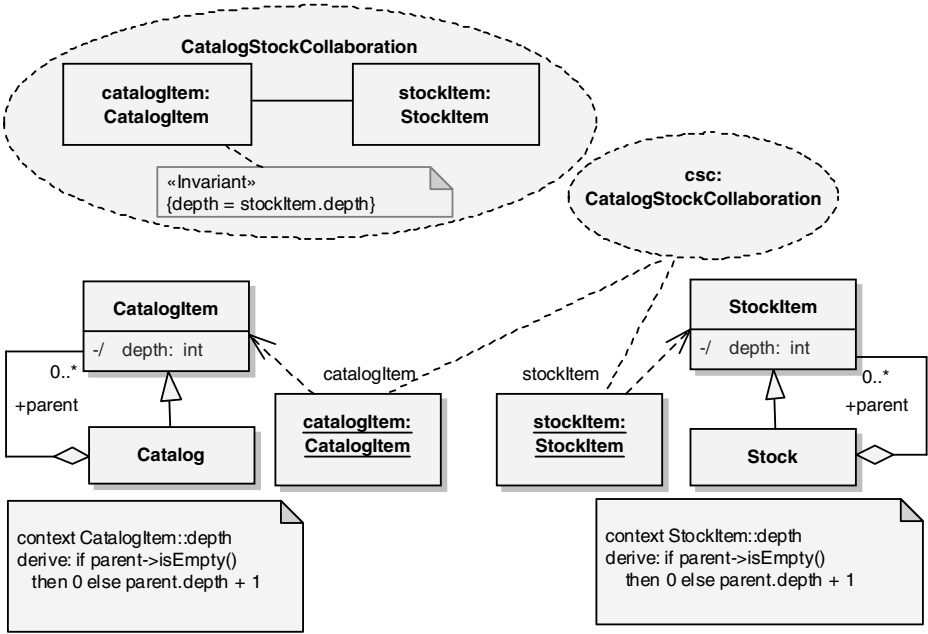 CatalogStockCollaboration
catalogItem:
CatalogItem
stockItem:
StockItem
«Invariant»
{depth = stockItem.depth}
csc:
CatalogStockCollaboration
CatalogItem
-/ depth: int
0..*
+parent
Catalog
catalogItem
catalogItem:
CatalogItem
stockItem
stockItem:
StockItem
StockItem
-/ depth: int
0..*
+parent
Stock
context CatalogItem::depth
derive: if parent->isEmpty()
then 0 else parent.depth + 1
context StockItem::depth
derive: if parent->isEmpty()
then 0 else parent.depth + 1